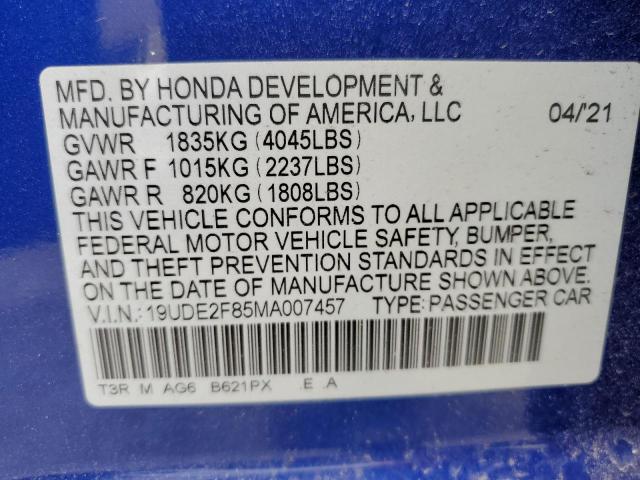 MFD. BY HONDA DEVELOPMENT &
MANUFACTURING OF AMERICA, LLC 04/'21
GVWR 1835KG (4045LBS)
GAWR F 1015KG (2237LBS)
GAWR R 820KG (1808LBS)
THIS VEHICLE CONFORMS TO ALL APPLICABLE
FEDERAL MOTOR VEHICLE SAFETY, BUMPER,
AND THEFT PREVENTION STANDARDS IN EFFECT
ON THE DATE OF MANUFACTURE SHOWN ABOVE.
V.I.N.: 19UDE2F85MA007457 TYPE: PASSENGER CAR
T3R M AG6 B621PX .E .A